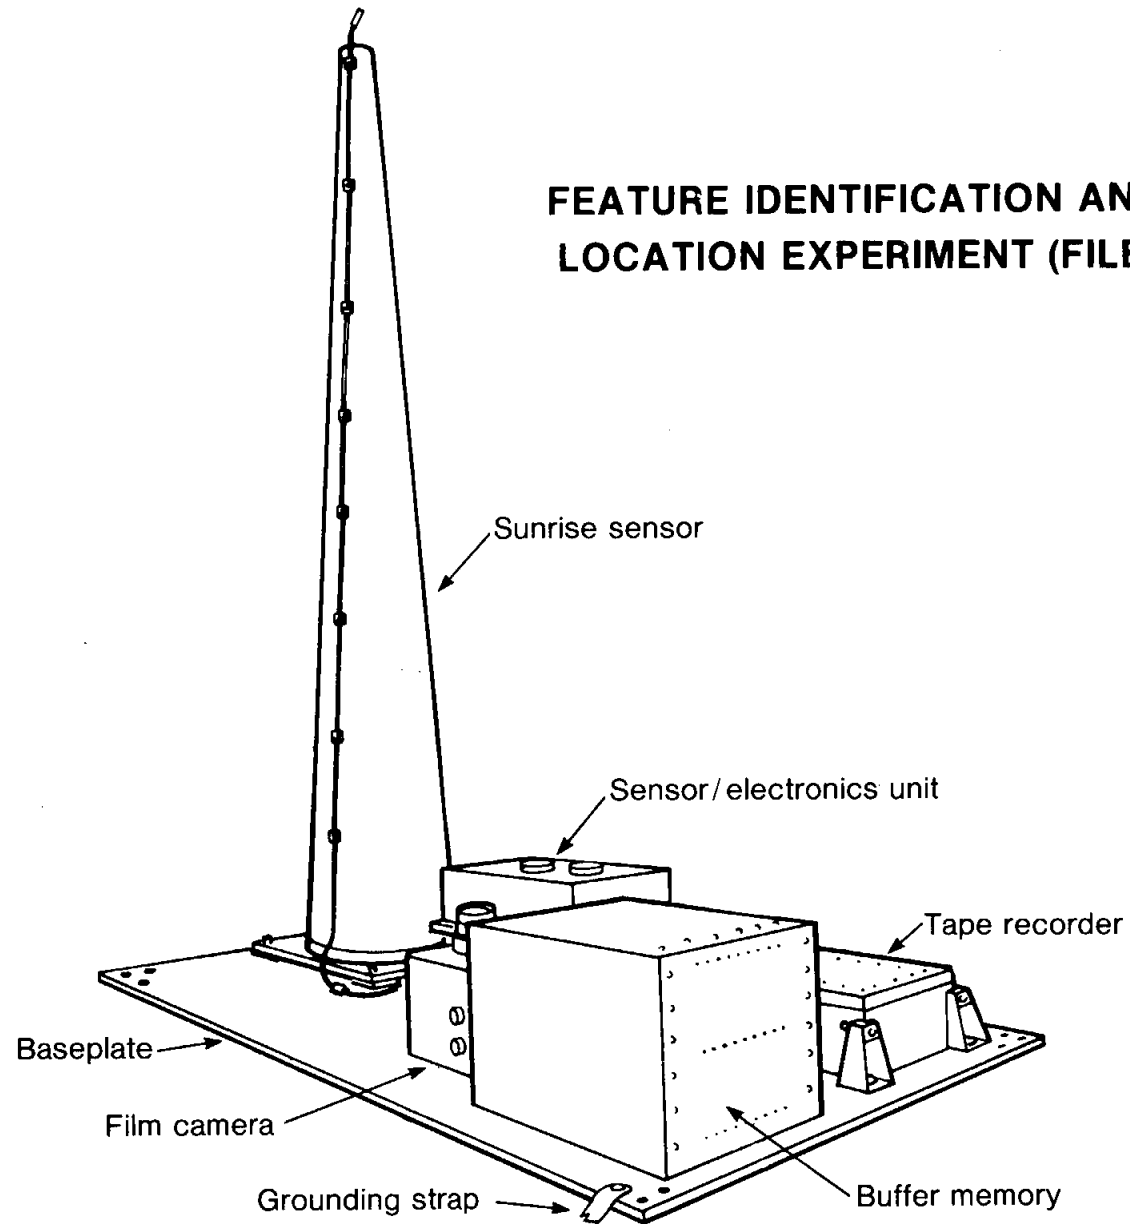 FEATURE IDENTIFICATION AN
LOCATION EXPERIMENT (FILE
Sunrise sensor
Sensor/electronics unit
Tape recorder
Baseplate
Film camera
Grounding strap
Buffer memory